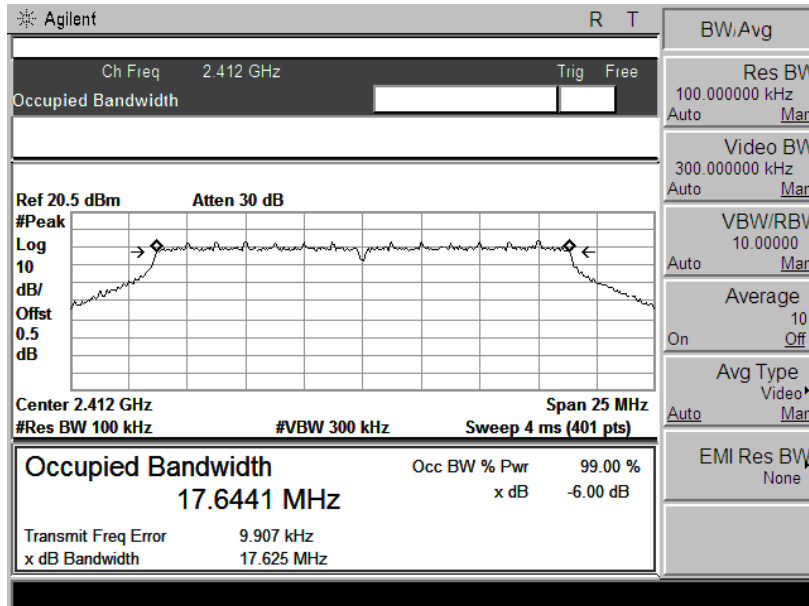 Agilent
R T
Ch Freq 2.412 GHz Trig Free
Occupied Bandwidth
Ref 20.5 dBm Atten 30 dB
#Peak
Log
10
dB/
Offst
0.5
dB
Center 2.412 GHz Span 25 MHz
#Res BW 100 kHz #VBW 300 kHz Sweep 4 ms (401 pts)
Occupied Bandwidth
17.6441 MHz
Occ BW % Pwr 99.00 %
x dB -6.00 dB
Transmit Freq Error 9.907 kHz
x dB Bandwidth 17.625 MHz
BW/Avg
Res BW
100.000000 kHz
Auto Man
Video BW
300.000000 kHz
Auto Man
VBW/RBW
10.00000
Auto Man
Average
10
On Off
Avg Type
Video
Auto Man
EMI Res BW
None